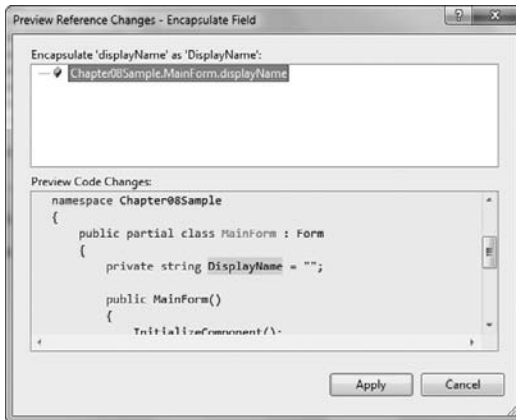 Preview Reference Changes - Encapsulate Field
Encapsulate 'displayName' as 'DisplayName':
Chapter08Sample.MainForm.displayName
Preview Code Changes:
namespace Chapter08Sample
{
public partial class MainForm : Form
{
private string DisplayName = "";
public MainForm()
{
InitializeComponent();
Apply
Cancel